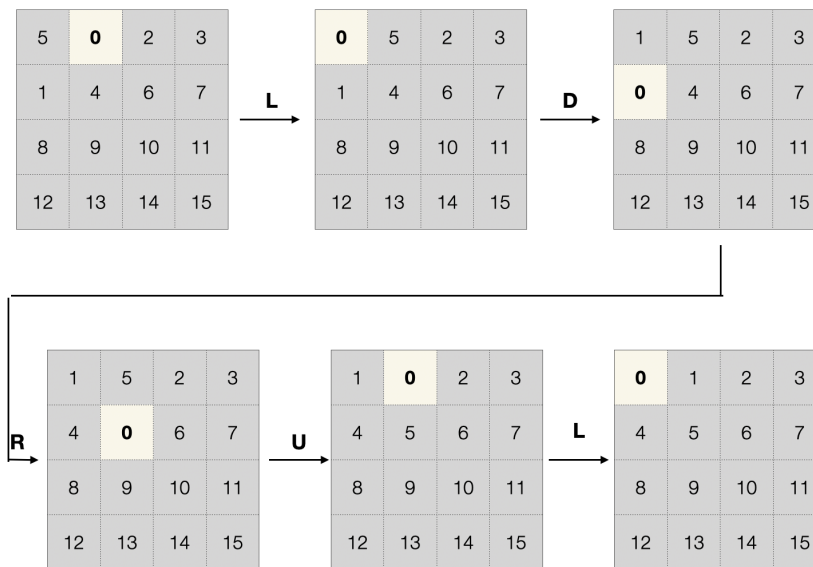 5 0 2 3
1 4 6 7
8 9 10 11
12 13 14 15
L
0 5 2 3
1 4 6 7
8 9 10 11
12 13 14 15
D
1 5 2 3
0 4 6 7
8 9 10 11
12 13 14 15
R
1 5 2 3
4 0 6 7
8 9 10 11
12 13 14 15
U
1 0 2 3
4 5 6 7
8 9 10 11
12 13 14 15
L
0 1 2 3
4 5 6 7
8 9 10 11
12 13 14 15